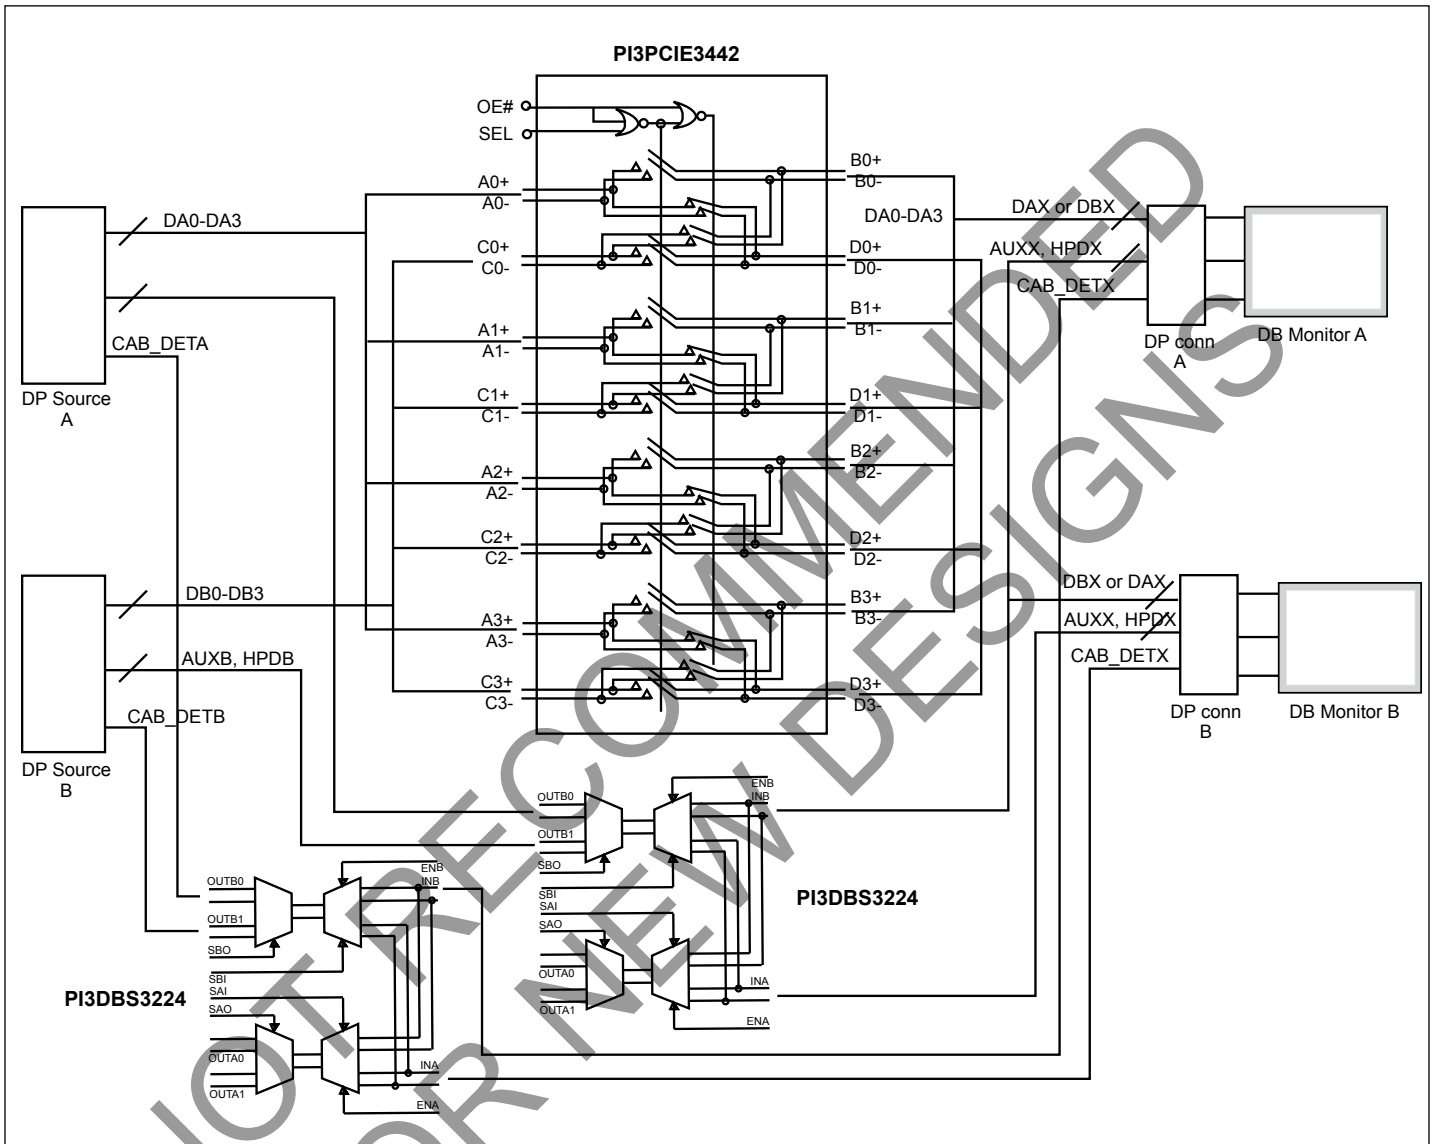 PI3PCIE3442
OE#
SEL
A0+
A0-
C0+
C0-
A1+
A1-
C1+
C1-
A2+
A2-
C2+
C2-
A3+
A3-
C3+
C3-
B0+
B0-
DA0-DA3
D0+
D0-
B1+
B1-
D1+
D1-
B2+
B2-
D2+
D2-
B3+
B3-
D3+
D3-
DA0-DA3
CAB_DETA
DP Source
A
DB0-DB3
AUXB, HPDB
CAB_DETB
DP Source
B
DAX or DBX
AUXX, HPDX
CAB_DETX
DP conn
A
DB Monitor A
DBX or DAX
AUXX, HPDX
CAB_DETX
DP conn
B
DB Monitor B
OUTB0
OUTB1
SBO
SBI
SAI
SAO
OUTA0
OUTA1
ENB
INB
INA
ENA
PI3DBS3224
OUTB0
OUTB1
SBO
SBI
SAI
SAO
OUTA0
OUTA1
ENB
INB
INA
ENA
PI3DBS3224
NOT RECOMMENDED
FOR NEW DESIGNS